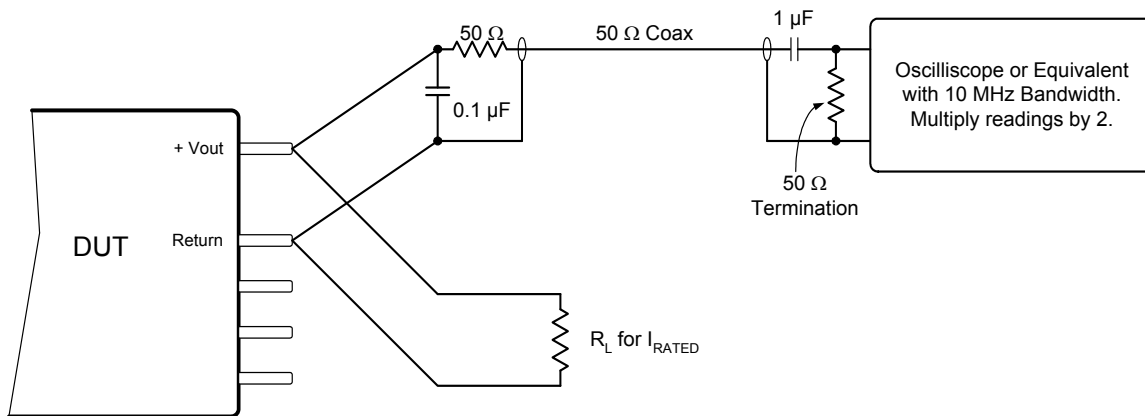 50 Ω
50 Ω Coax
1 µF
0.1 µF
Oscilliscope or Equivalent
with 10 MHz Bandwidth.
Multiply readings by 2.
+ Vout
50 Ω
Termination
DUT
Return
R_L for I_RATED